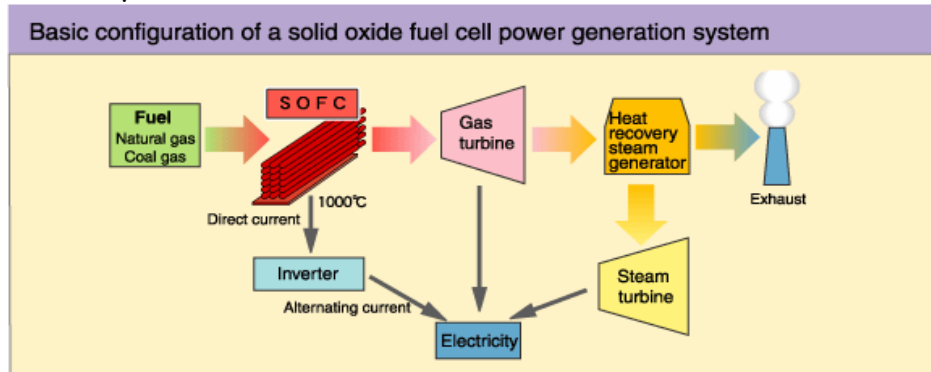 Basic configuration of a solid oxide fuel cell power generation system
Fuel
Natural gas
Coal gas
SOFC
Gas
turbine
Heat
recovery
steam
generator
Exhaust
1000℃
Direct current
Inverter
Steam
turbine
Alternating current
Electricity